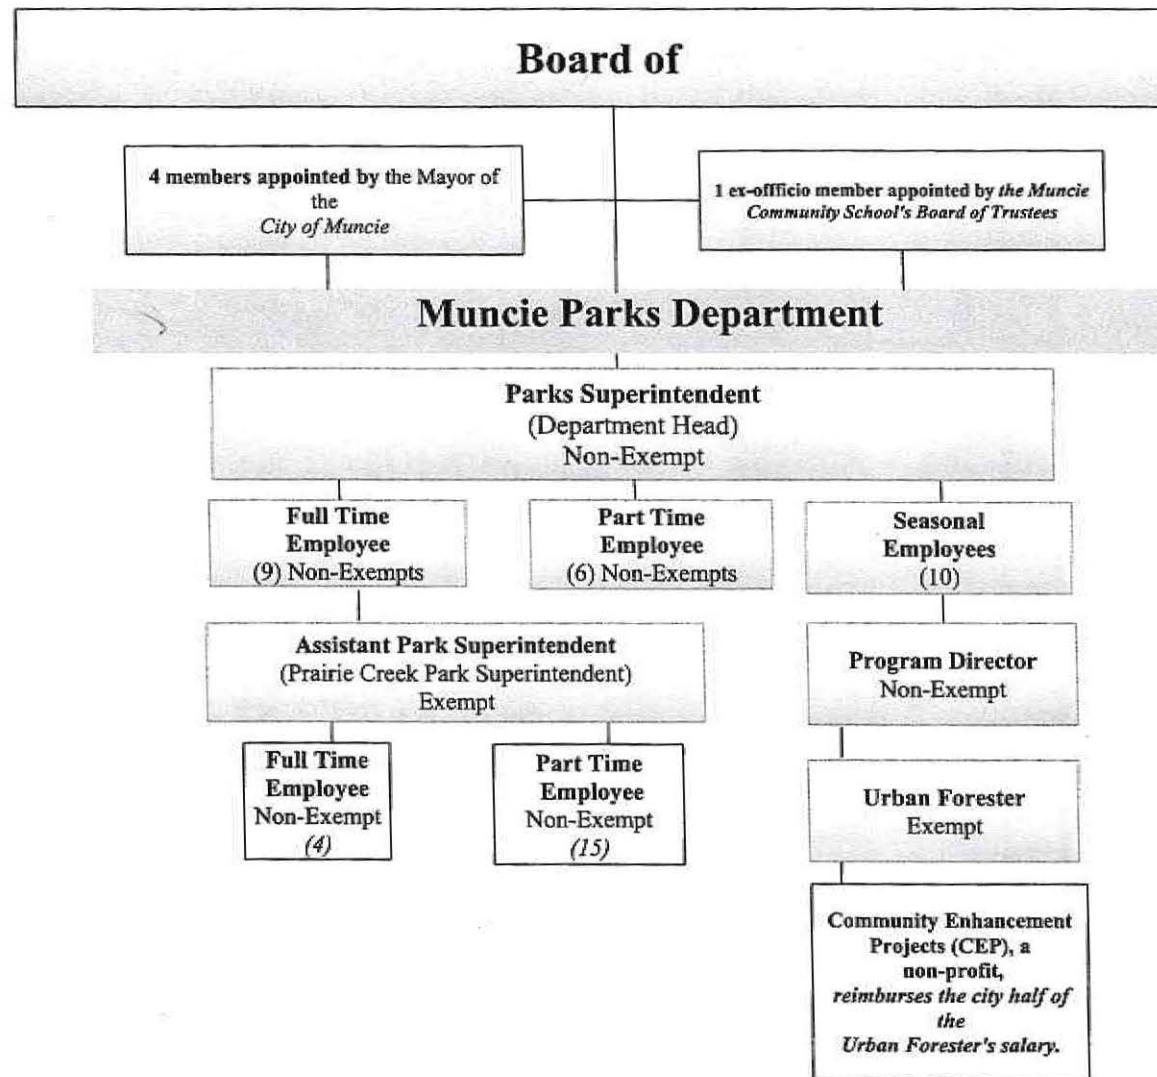 Board of
4 members appointed by the Mayor of
the
City of Muncie
1 ex-offficio member appointed by the Muncie
Community School's Board of Trustees
Muncie Parks Department
Parks Superintendent
(Department Head)
Non-Exempt
Full Time
Employee
(9) Non-Exempts
Part Time
Employee
(6) Non-Exempts
Seasonal
Employees
(10)
Assistant Park Superintendent
(Prairie Creek Park Superintendent)
Exempt
Program Director
Non-Exempt
Full Time
Employee
Non-Exempt
(4)
Part Time
Employee
Non-Exempt
(15)
Urban Forester
Exempt
Community Enhancement
Projects (CEP), a
non-profit,
reimburses the city half of
the
Urban Forester's salary.